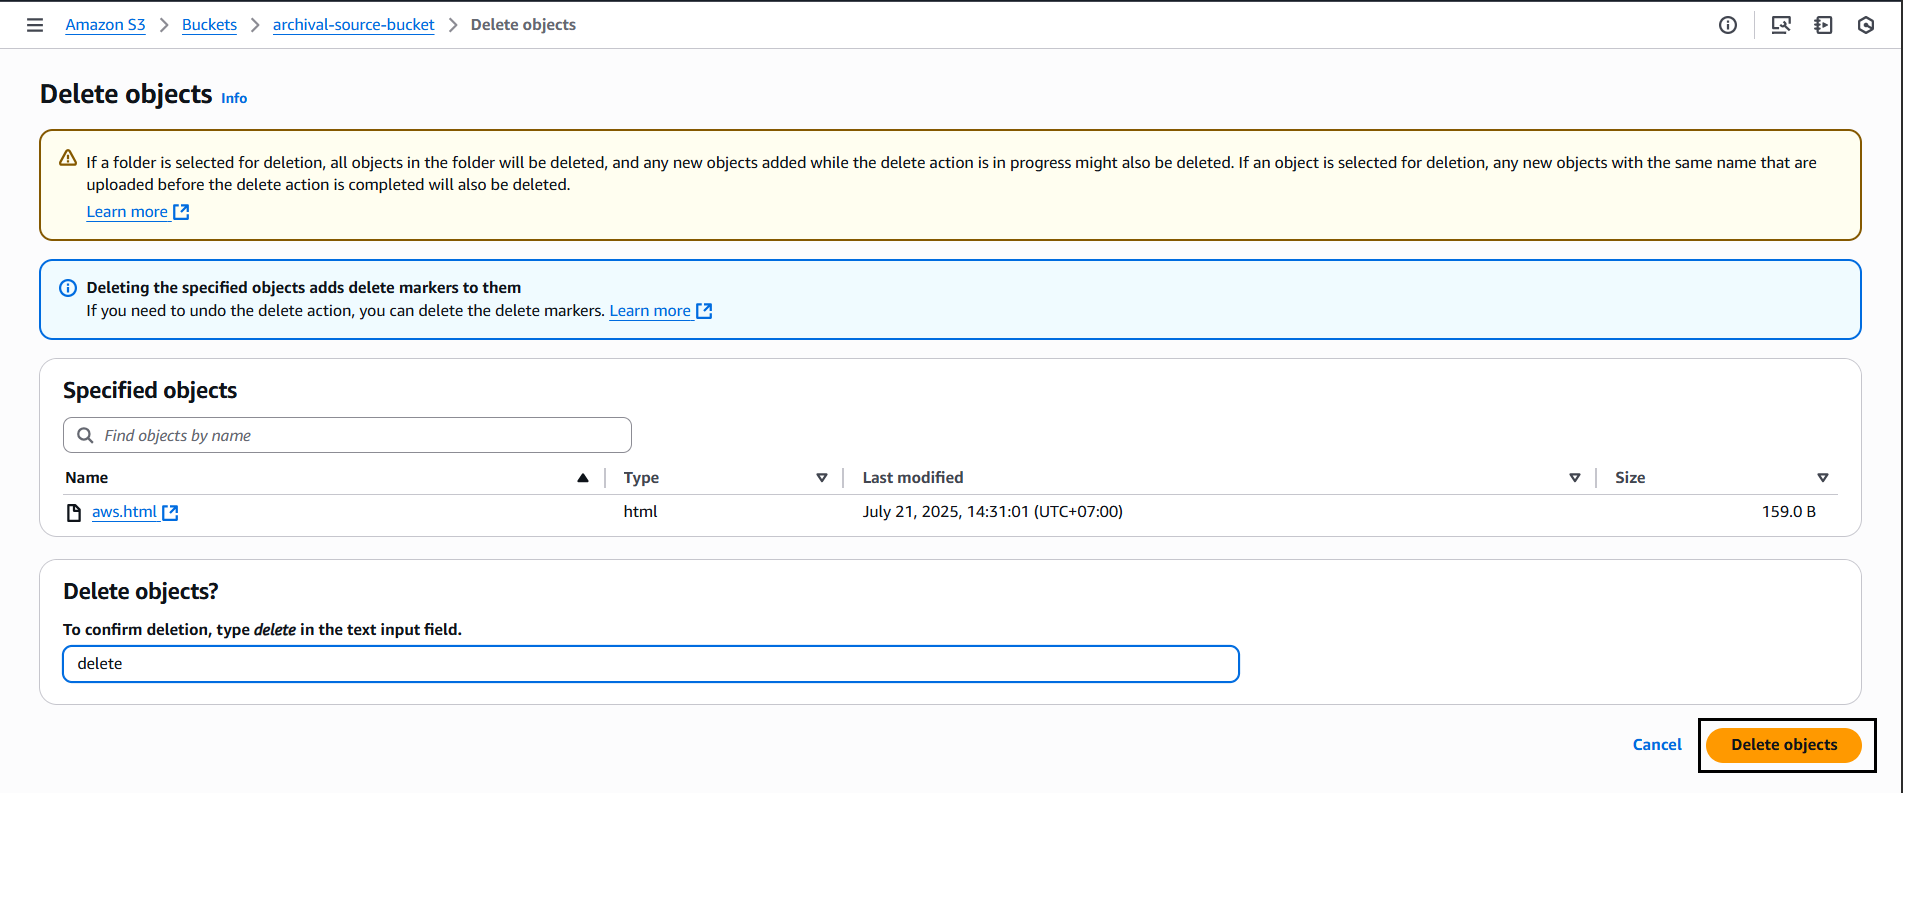 Amazon S3 > Buckets > archival-source-bucket > Delete objects
Delete objects Info
If a folder is selected for deletion, all objects in the folder will be deleted, and any new objects added while the delete action is in progress might also be deleted. If an object is selected for deletion, any new objects with the same name that are
uploaded before the delete action is completed will also be deleted.
Learn more
Deleting the specified objects adds delete markers to them
If you need to undo the delete action, you can delete the delete markers. Learn more
Specified objects
Find objects by name
Name Type Last modified Size
aws.html html July 21, 2025, 14:31:01 (UTC+07:00) 159.0 B
Delete objects?
To confirm deletion, type delete in the text input field.
delete
Cancel Delete objects